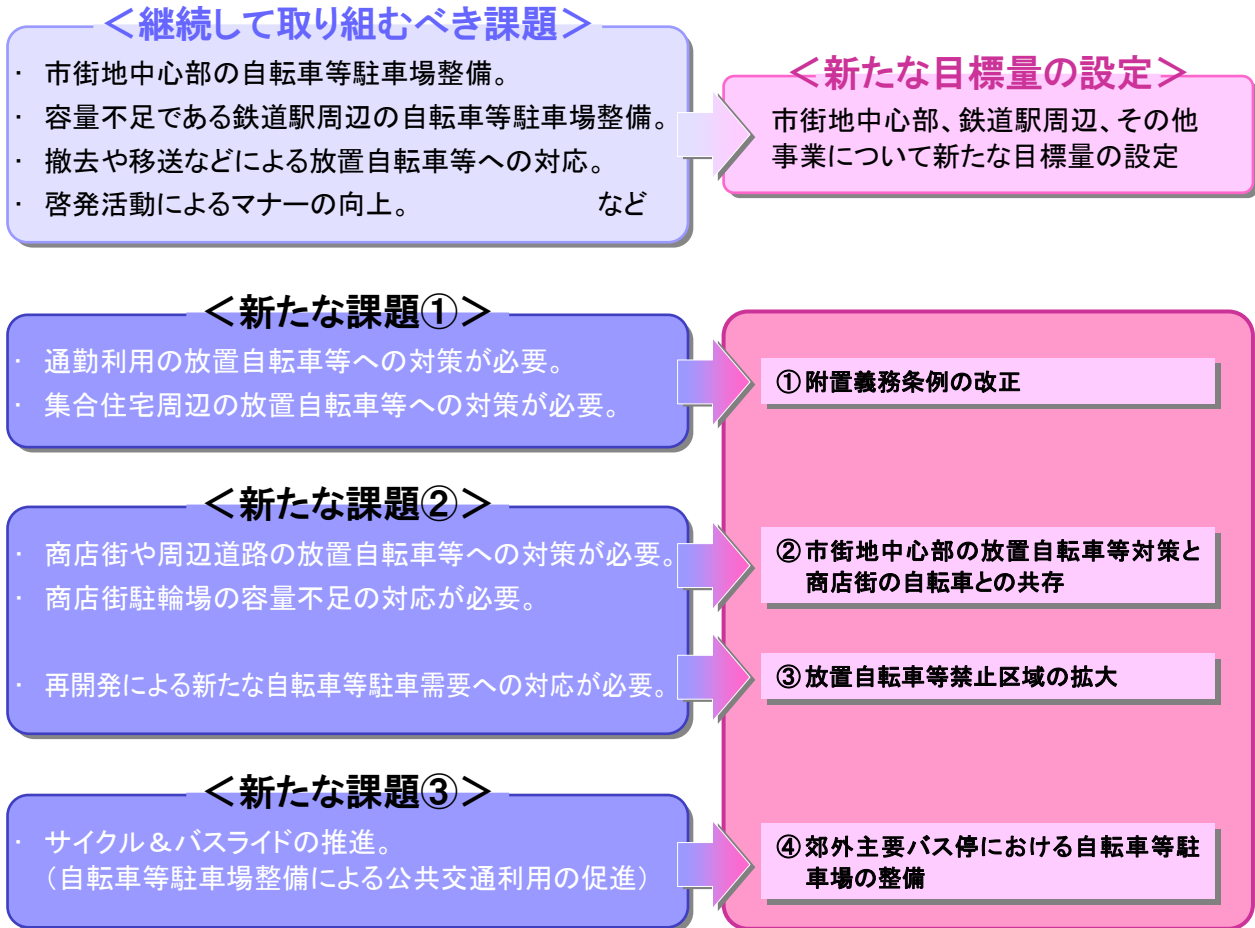 ＜継続して取り組むべき課題＞
・ 市街地中心部の自転車等駐車場整備。
・ 容量不足である鉄道駅周辺の自転車等駐車場整備。
・ 撤去や移送などによる放置自転車等への対応。
・ 啓発活動によるマナーの向上。 など
＜新たな目標量の設定＞
市街地中心部、鉄道駅周辺、その他
事業について新たな目標量の設定
＜新たな課題①＞
・ 通勤利用の放置自転車等への対策が必要。
・ 集合住宅周辺の放置自転車等への対策が必要。
①附置義務条例の改正
＜新たな課題②＞
・ 商店街や周辺道路の放置自転車等への対策が必要。
・ 商店街駐輪場の容量不足の対応が必要。
・ 再開発による新たな自転車等駐車需要への対応が必要。
②市街地中心部の放置自転車等対策と
商店街の自転車との共存
③放置自転車等禁止区域の拡大
＜新たな課題③＞
・ サイクル＆バスライドの推進。
（自転車等駐車場整備による公共交通利用の促進）
④郊外主要バス停における自転車等駐
車場の整備